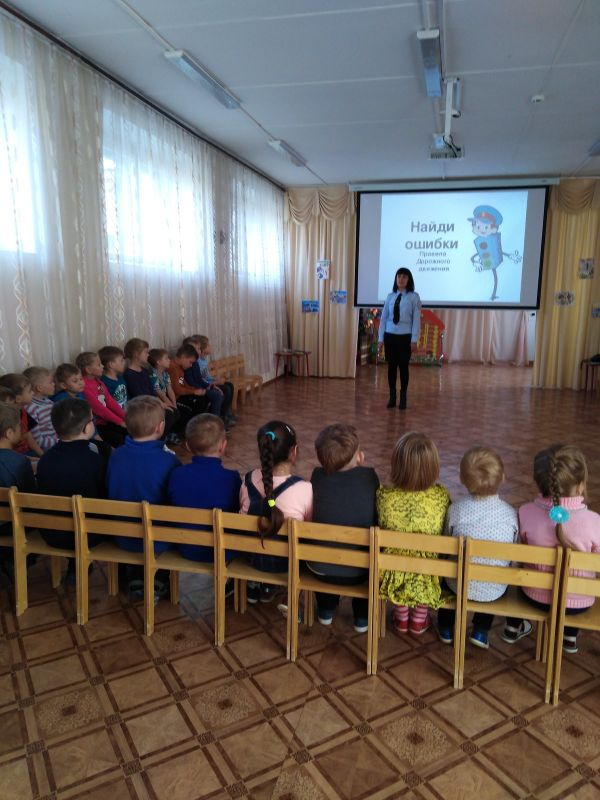 Найди
ошибки
Правила
Дорожного
движения